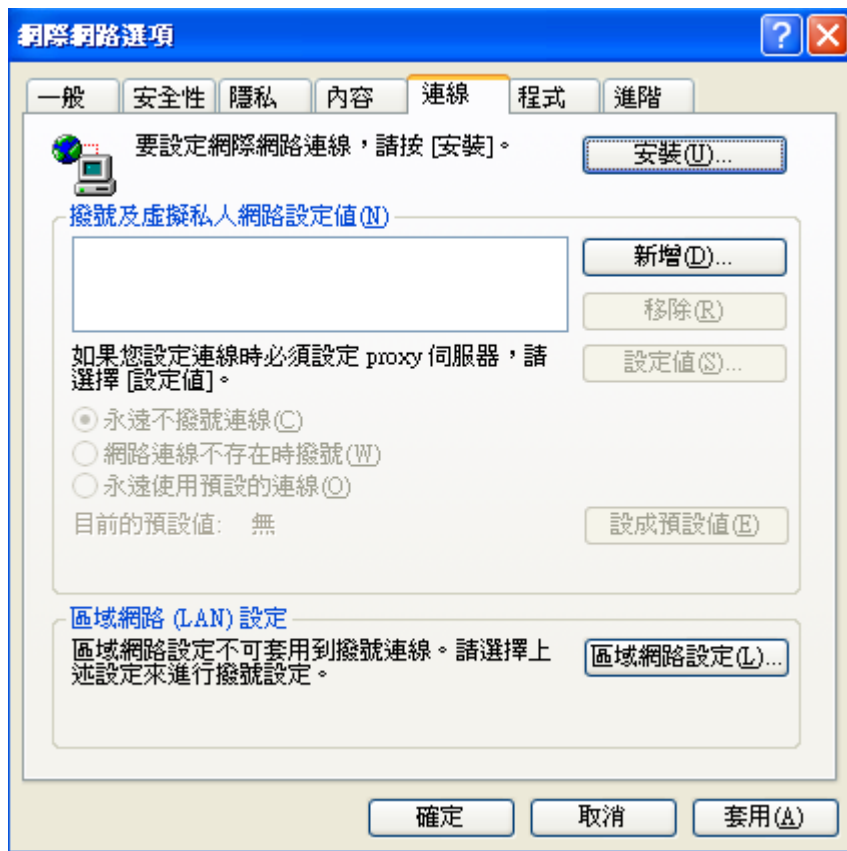 網際網路選項
一般 安全性 隱私 內容 連線 程式 進階
要設定網際網路連線，請按 [安裝]。 安裝(U)...
撥號及虛擬私人網路設定值(N)
新增(D)...
移除(R)
如果您設定連線時必須設定 proxy 伺服器，請 設定值(S)...
選擇 [設定值]。
永遠不撥號連線(C)
網路連線不存在時撥號(W)
永遠使用預設的連線(O)
目前的預設值: 無 設成預設值(E)
區域網路 (LAN) 設定
區域網路設定不可套用到撥號連線。請選擇上 區域網路設定(L)...
述設定來進行撥號設定。
確定 取消 套用(A)